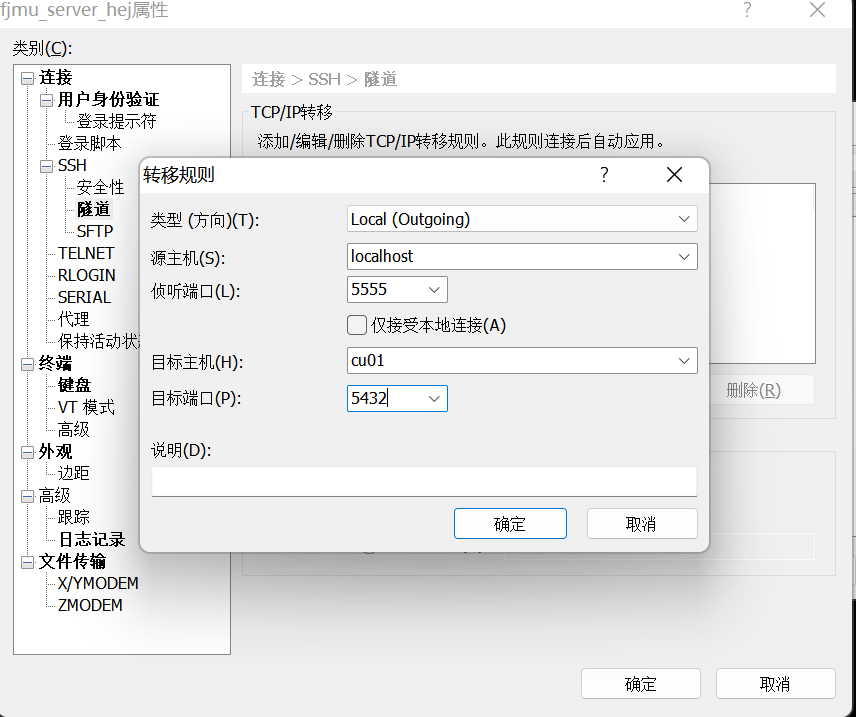 fjmu_server_hej属性
?
类别(C):
连接
用户身份验证
登录提示符
登录脚本
SSH
安全性
隧道
SFTP
TELNET
RLOGIN
SERIAL
代理
保持活动状
终端
键盘
VT 模式
高级
外观
边距
高级
跟踪
日志记录
文件传输
X/YMODEM
ZMODEM
连接 > SSH > 隧道
TCP/IP转移
添加/编辑/删除TCP/IP转移规则。此规则连接后自动应用。
转移规则
?
类型 (方向)(T):
Local (Outgoing)
源主机(S):
localhost
侦听端口(L):
5555
仅接受本地连接(A)
目标主机(H):
cu01
目标端口(P):
5432
说明(D):
确定
取消
删除(R)
确定
取消